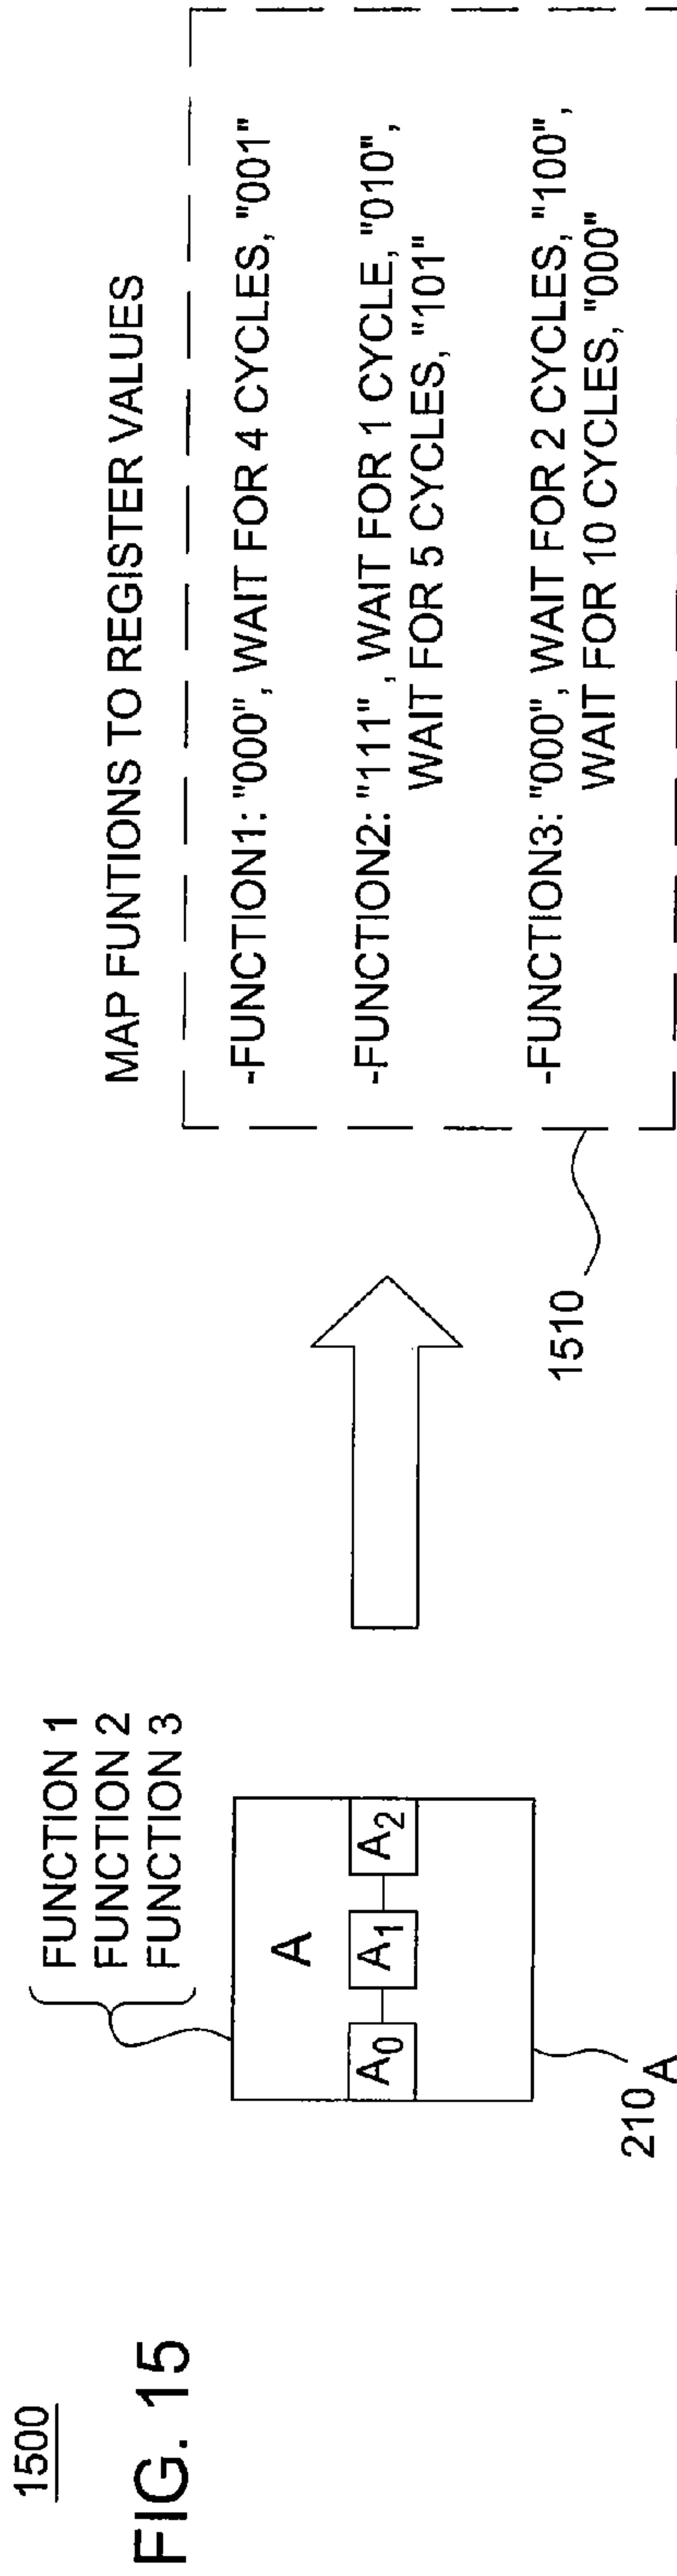 1500
FIG. 15
FUNCTION 1
FUNCTION 2
FUNCTION 3
A
A0
A1
A2
210A
MAP FUNTIONS TO REGISTER VALUES
-FUNCTION1: "000", WAIT FOR 4 CYCLES, "001"
-FUNCTION2: "111", WAIT FOR 1 CYCLE, "010",
WAIT FOR 5 CYCLES, "101"
-FUNCTION3: "000", WAIT FOR 2 CYCLES, "100",
WAIT FOR 10 CYCLES, "000"
1510